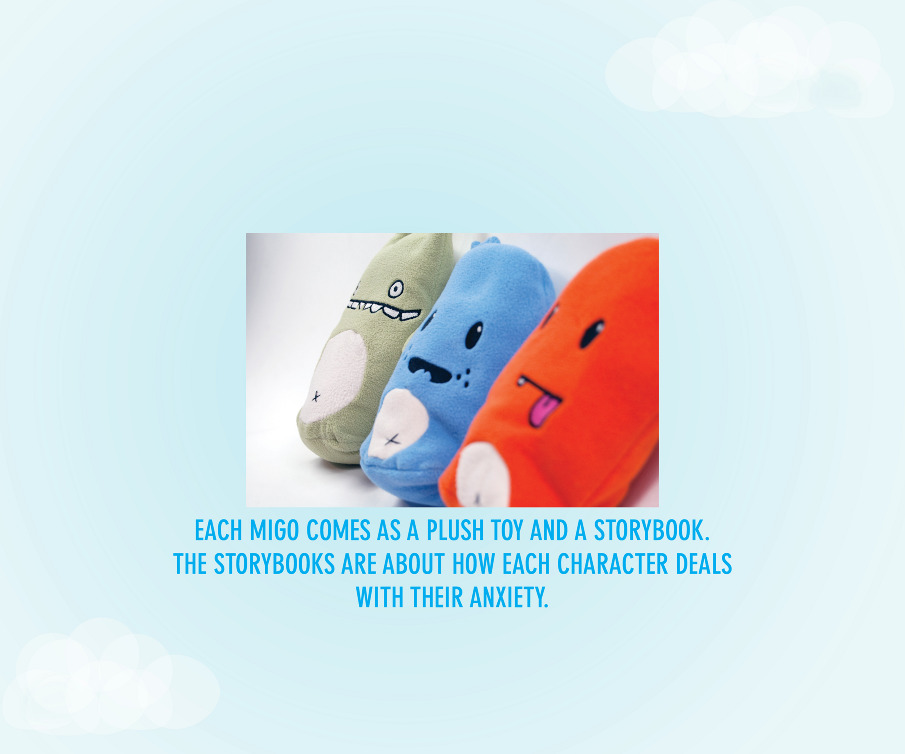 EACH MIGO COMES AS A PLUSH TOY AND A STORYBOOK.
THE STORYBOOKS ARE ABOUT HOW EACH CHARACTER DEALS
WITH THEIR ANXIETY.